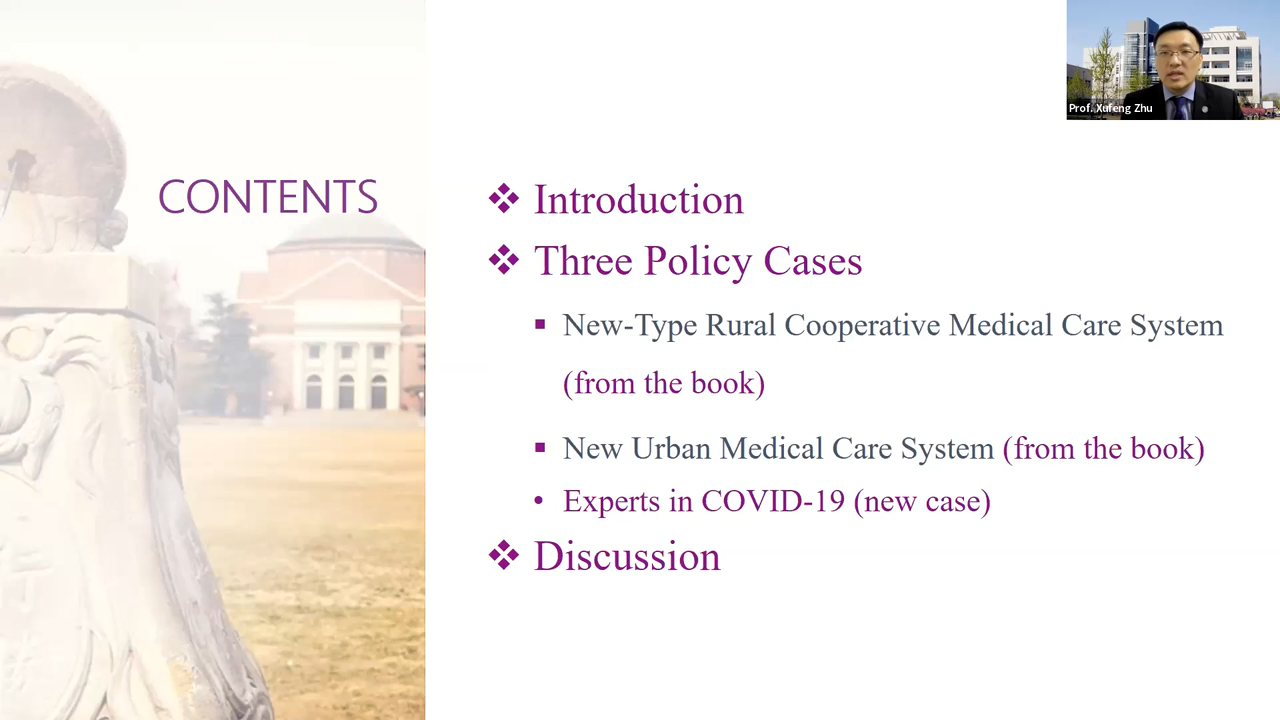 Prof. Xufeng Zhu
CONTENTS
❖ Introduction
❖ Three Policy Cases
▪ New-Type Rural Cooperative Medical Care System
(from the book)
▪ New Urban Medical Care System (from the book)
• Experts in COVID-19 (new case)
❖ Discussion